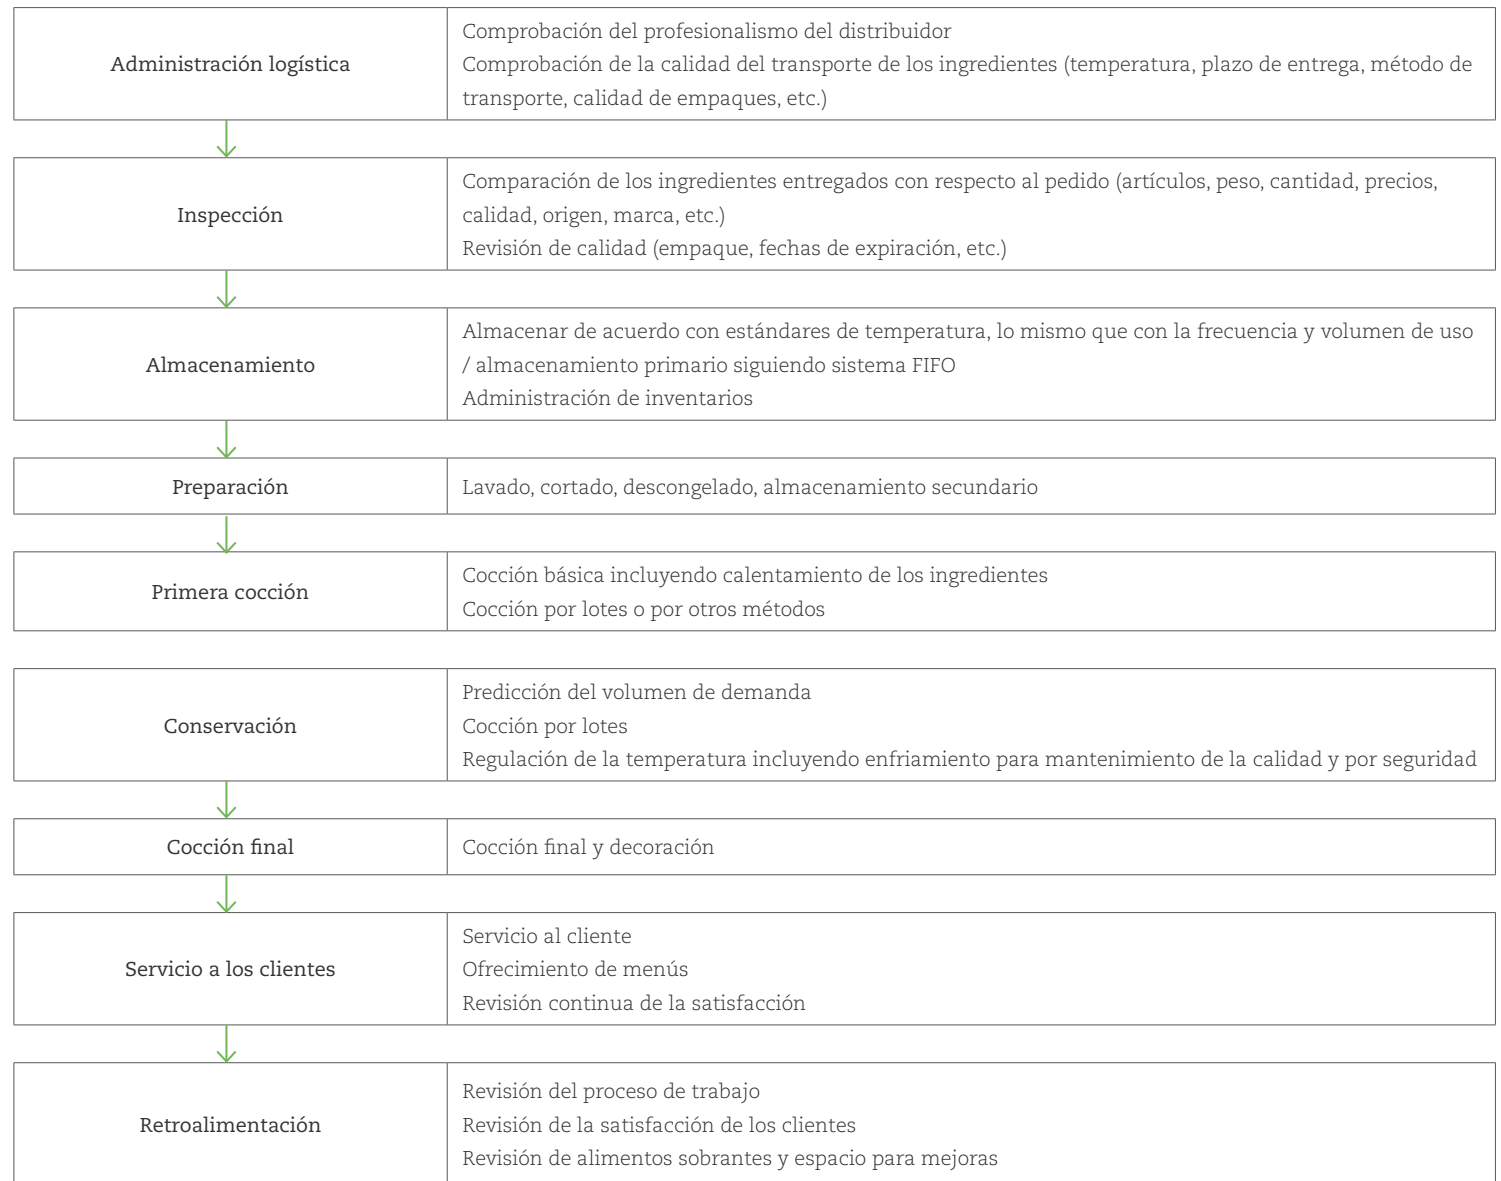 Administración logística
Comprobación del profesionalismo del distribuidor
Comprobación de la calidad del transporte de los ingredientes (temperatura, plazo de entrega, método de
transporte, calidad de empaques, etc.)
Inspección
Comparación de los ingredientes entregados con respecto al pedido (artículos, peso, cantidad, precios,
calidad, origen, marca, etc.)
Revisión de calidad (empaque, fechas de expiración, etc.)
Almacenamiento
Almacenar de acuerdo con estándares de temperatura, lo mismo que con la frecuencia y volumen de uso
/ almacenamiento primario siguiendo sistema FIFO
Administración de inventarios
Preparación
Lavado, cortado, descongelado, almacenamiento secundario
Primera cocción
Cocción básica incluyendo calentamiento de los ingredientes
Cocción por lotes o por otros métodos
Conservación
Predicción del volumen de demanda
Cocción por lotes
Regulación de la temperatura incluyendo enfriamiento para mantenimiento de la calidad y por seguridad
Cocción final
Cocción final y decoración
Servicio a los clientes
Servicio al cliente
Ofrecimiento de menús
Revisión continua de la satisfacción
Retroalimentación
Revisión del proceso de trabajo
Revisión de la satisfacción de los clientes
Revisión de alimentos sobrantes y espacio para mejoras